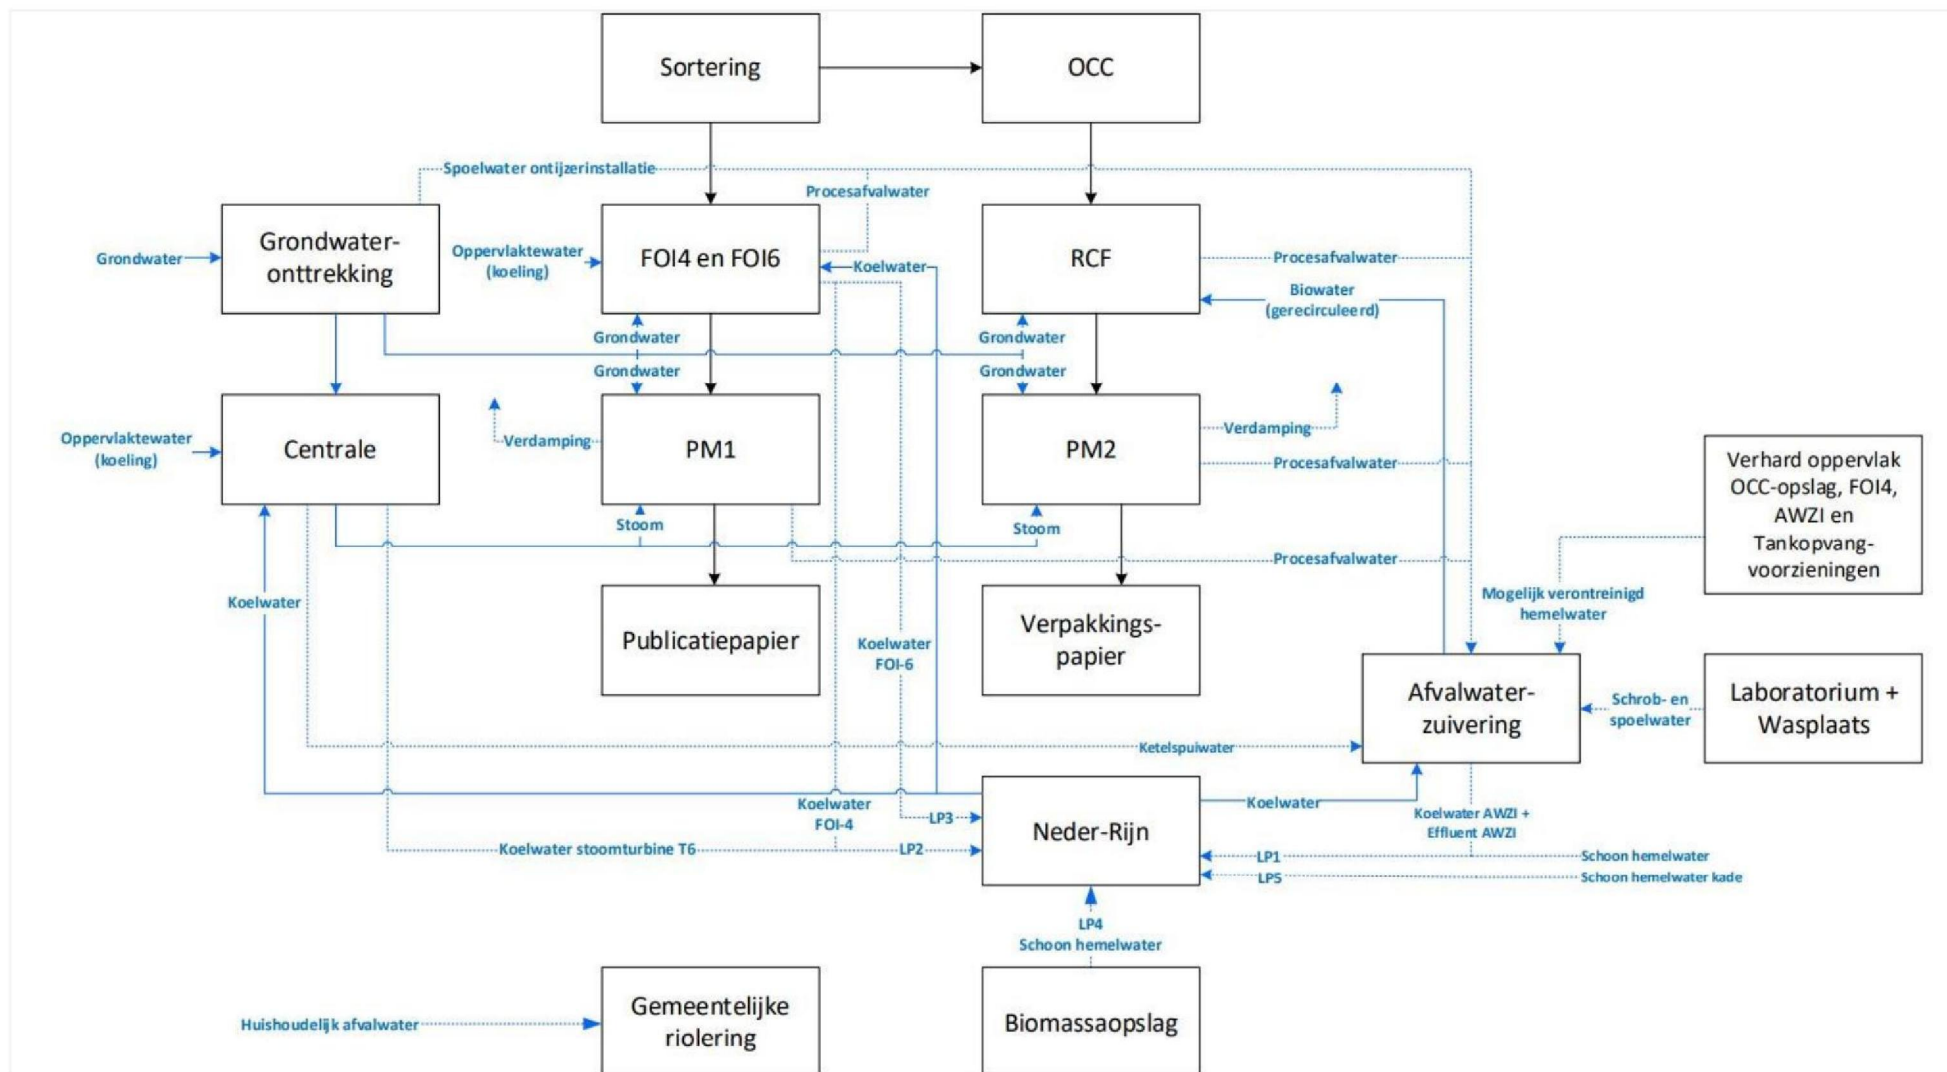 Sortering
OCC
Spoelwater ontijzerinstallatie
Procesafvalwater
Grondwater-
onttrekking
Grondwater
Oppervlaktewater
(koeling)
FOI4 en FOI6
Koelwater
RCF
Procesafvalwater
Biowater
(gerecirculeerd)
Grondwater
Grondwater
Grondwater
Grondwater
Oppervlaktewater
(koeling)
Centrale
Verdamping
PM1
PM2
Verdamping
Procesafvalwater
Verhard oppervlak
OCC-opslag, FOI4,
AWZI en
Tankopvang-
voorzieningen
Stoom
Stoom
Procesafvalwater
Koelwater
Mogelijk verontreinigd
hemelwater
Publicatiepapier
Koelwater
FOI-6
Verpakkings-
papier
Afvalwater-
zuivering
Schrob- en
spoelwater
Laboratorium +
Wasplaats
Ketelspuiwater
Koelwater
FOI-4
LP3
Neder-Rijn
Koelwater
Koelwater AWZI +
Effluent AWZI
Koelwater stoomturbine T6
LP2
LP1
Schoon hemelwater
LP5
Schoon hemelwater kade
LP4
Schoon hemelwater
Huishoudelijk afvalwater
Gemeentelijke
riolering
Biomassaopslag